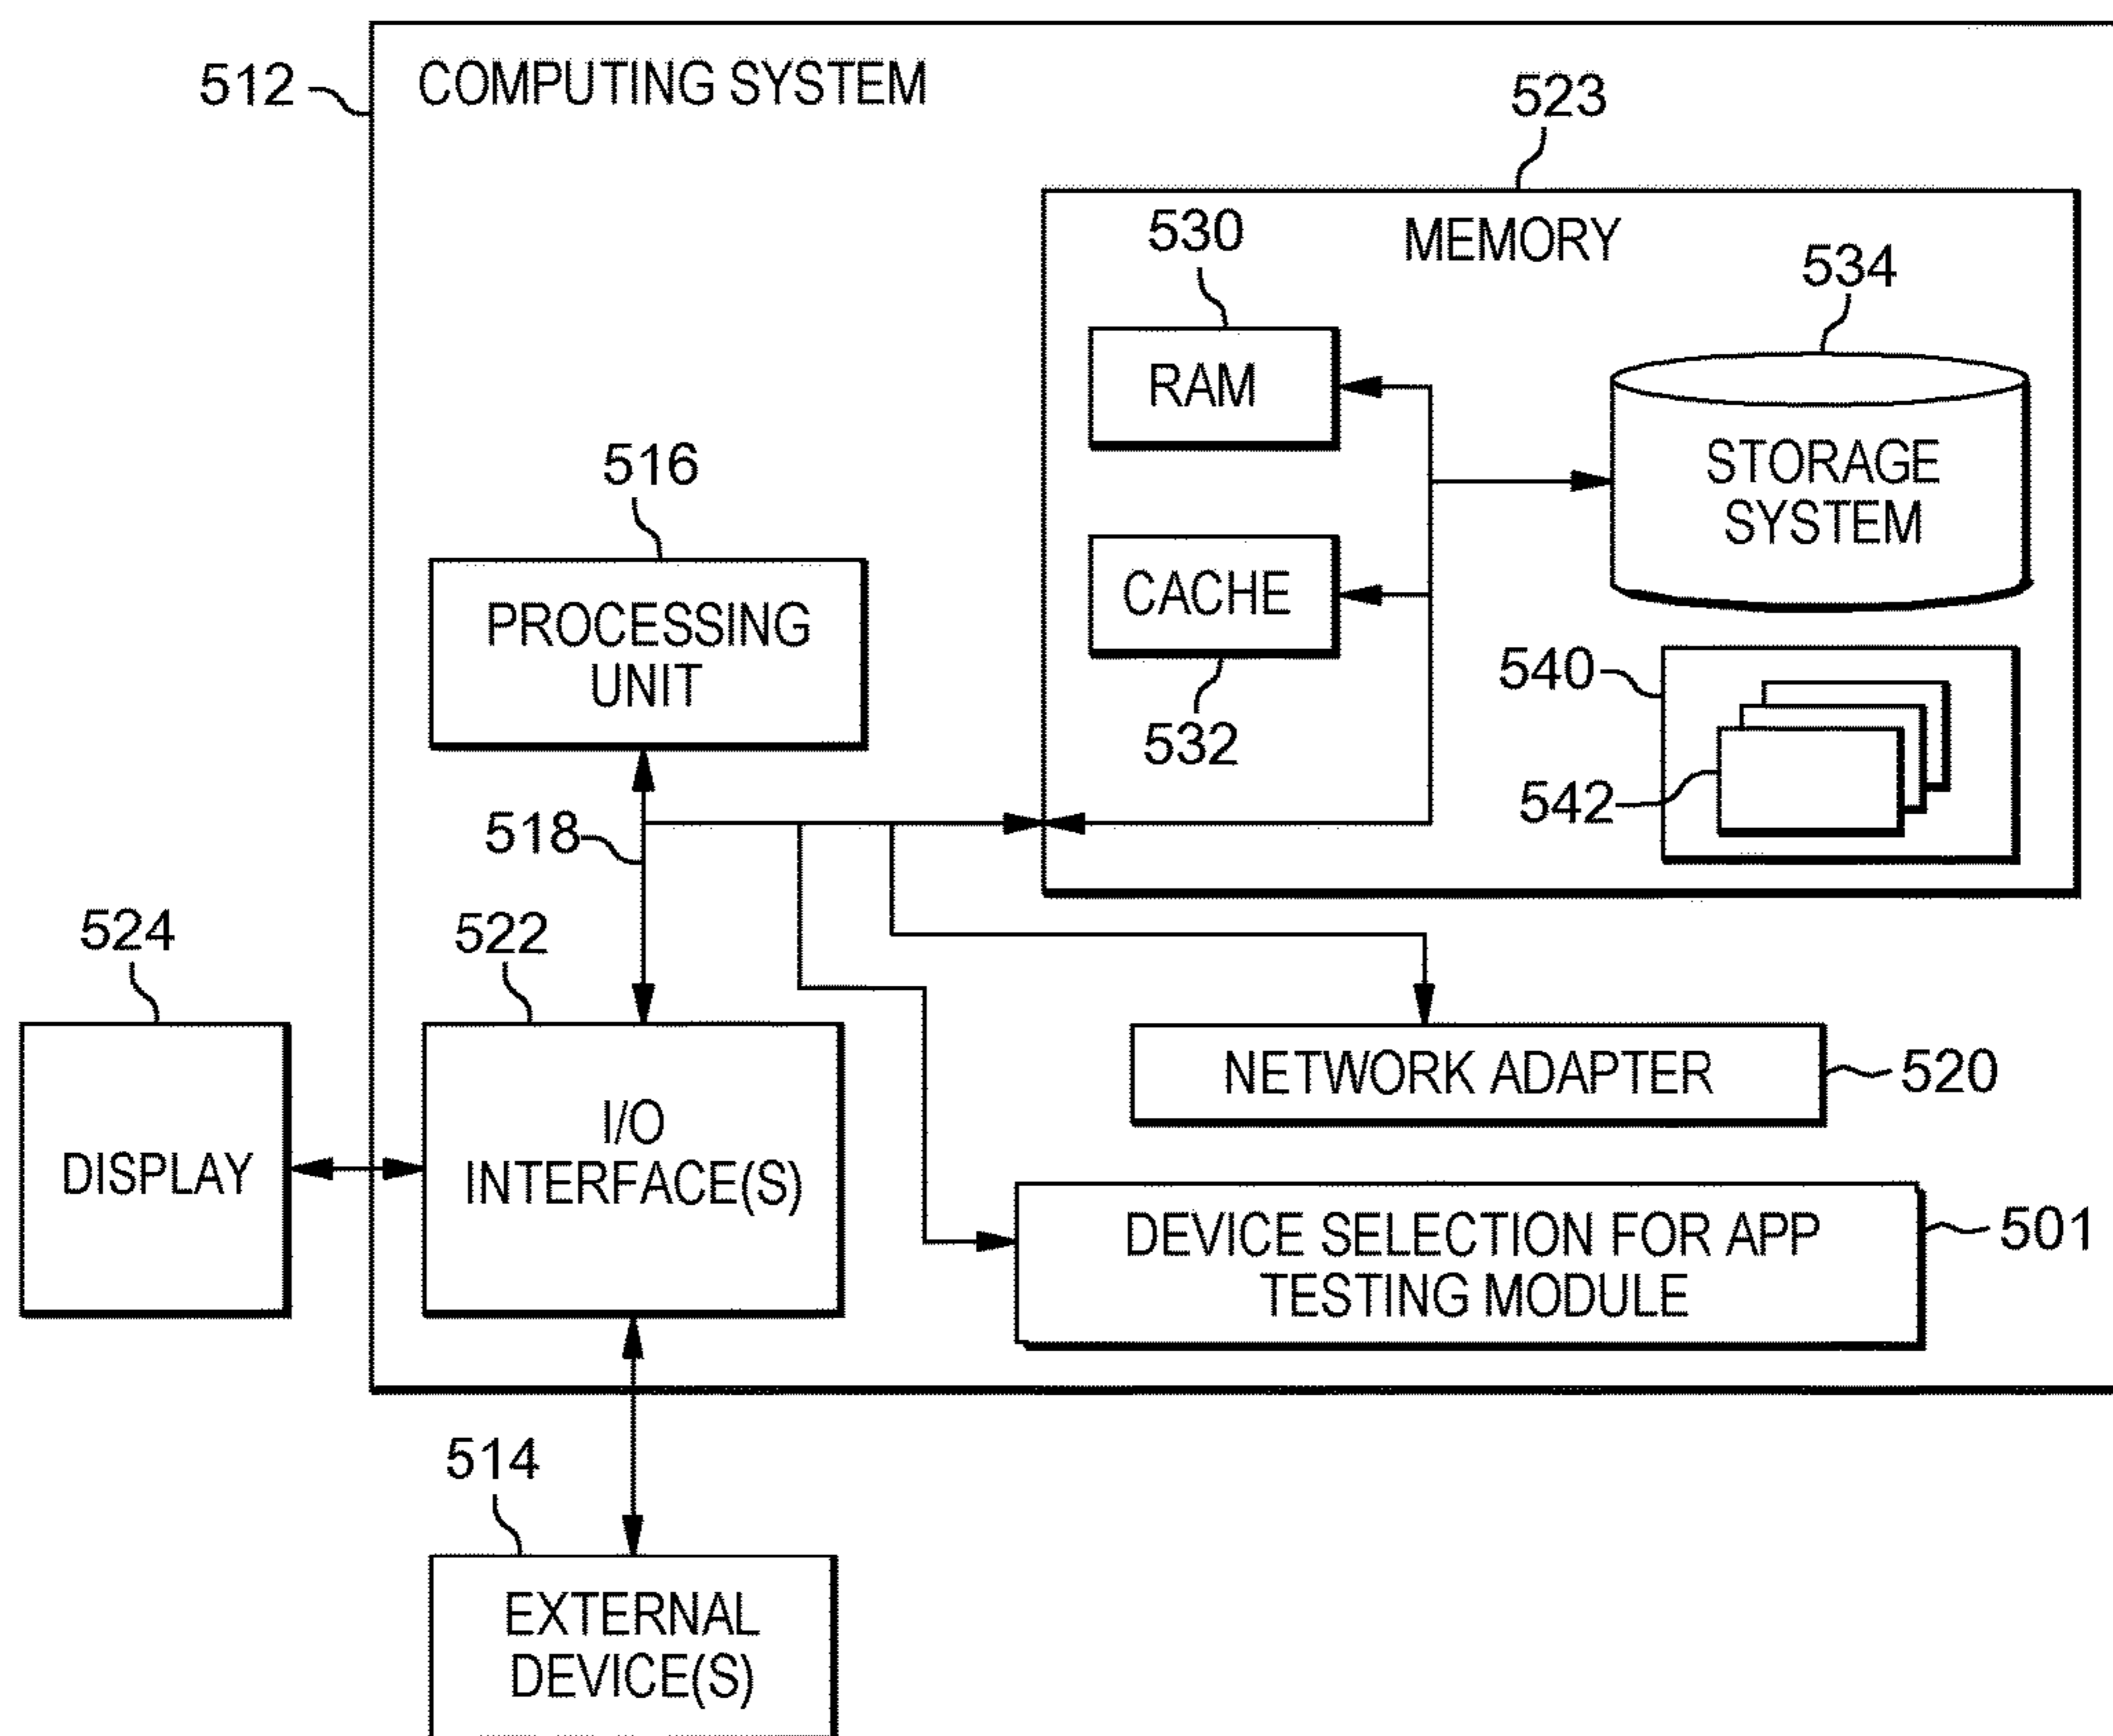 512
COMPUTING SYSTEM
523
530
MEMORY
534
RAM
STORAGE
SYSTEM
516
CACHE
PROCESSING
UNIT
540
532
542
518
524
522
NETWORK ADAPTER
520
I/O
INTERFACE(S)
DISPLAY
DEVICE SELECTION FOR APP
TESTING MODULE
501
514
EXTERNAL
DEVICE(S)